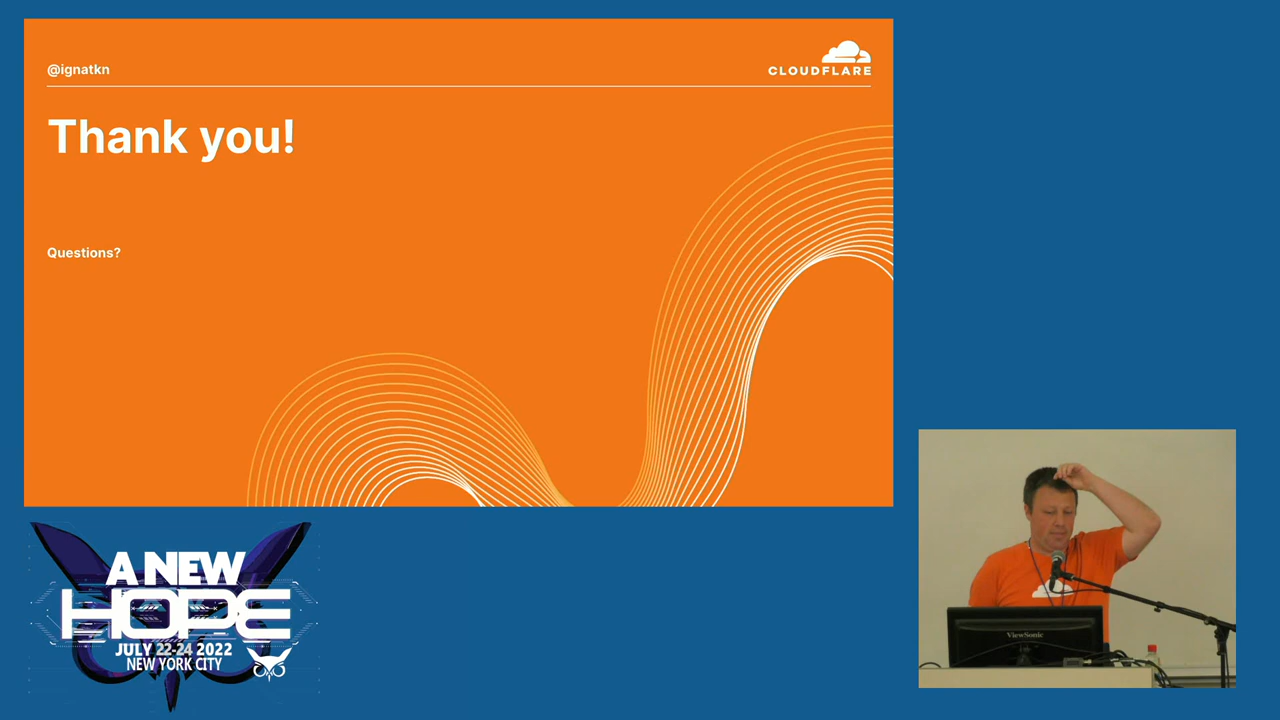 @ignatkn
CLOUDFLARE
Thank you!
Questions?
A NEW
HOPE
JULY 22-24 2022
NEW YORK CITY
ViewSonic